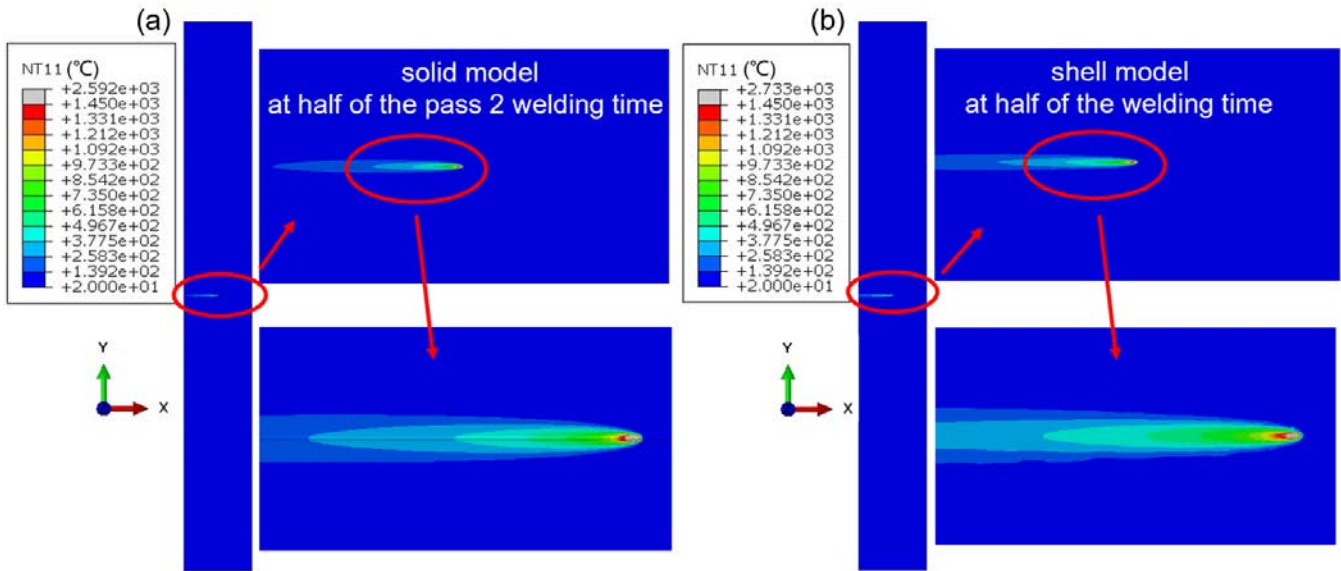 (a)
NT11 (℃)
+2.592e+03
+1.450e+03
+1.331e+03
+1.212e+03
+1.092e+03
+9.733e+02
+8.542e+02
+7.350e+02
+6.158e+02
+4.967e+02
+3.775e+02
+2.583e+02
+1.392e+02
+2.000e+01
solid model
at half of the pass 2 welding time
Y
X
(b)
NT11 (℃)
+2.733e+03
+1.450e+03
+1.331e+03
+1.212e+03
+1.092e+03
+9.733e+02
+8.542e+02
+7.350e+02
+6.158e+02
+4.967e+02
+3.775e+02
+2.583e+02
+1.392e+02
+2.000e+01
shell model
at half of the welding time
Y
X